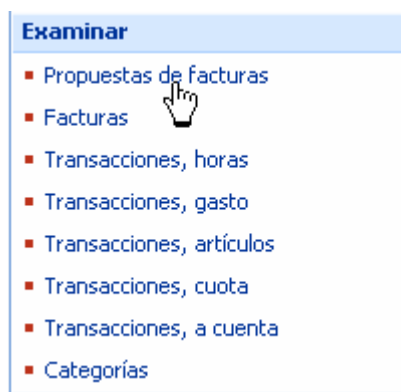 Examinar
Propuestas de facturas
Facturas
Transacciones, horas
Transacciones, gasto
Transacciones, artículos
Transacciones, cuota
Transacciones, a cuenta
Categorías